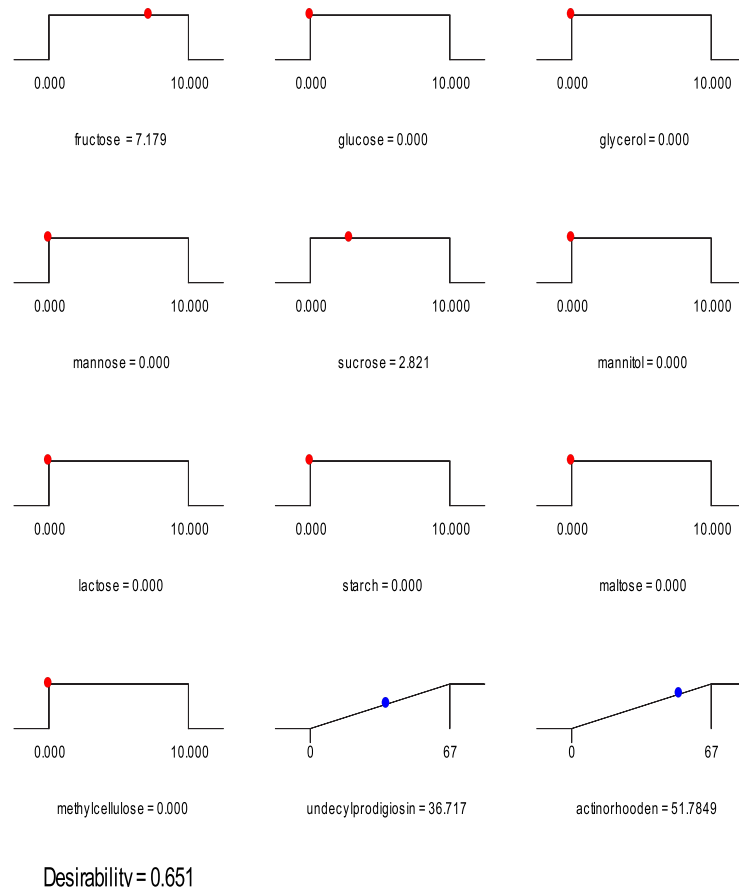 0.000 10.000 0.000 10.000 0.000 10.000
fructose = 7.179 glucose = 0.000 glycerol = 0.000
0.000 10.000 0.000 10.000 0.000 10.000
mannose = 0.000 sucrose = 2.821 mannitol = 0.000
0.000 10.000 0.000 10.000 0.000 10.000
lactose = 0.000 starch = 0.000 maltose = 0.000
0.000 10.000 0 67 0 67
methylcellulose = 0.000 undecylprodigiosin = 36.717 actinorhooden = 51.7849
Desirability = 0.651